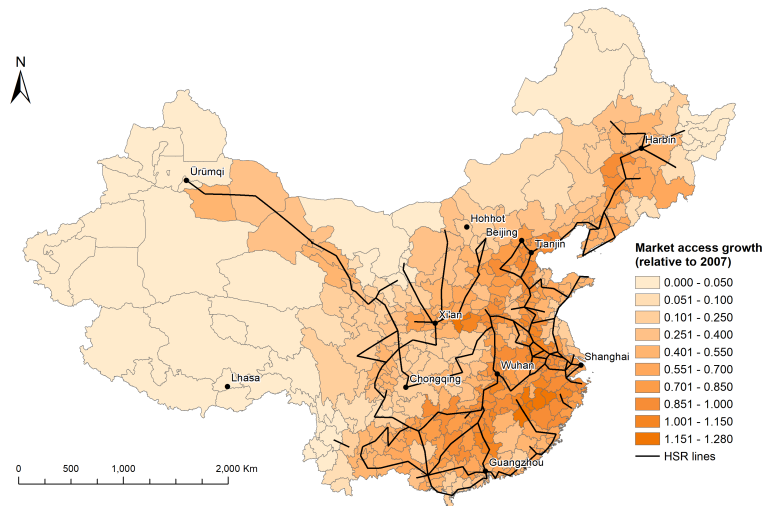 N
Harbin
Ürümqi
Hohhot
Beijing
Tianjin
Market access growth
(relative to 2007)
0.000 - 0.050
0.051 - 0.100
0.101 - 0.250
0.251 - 0.400
0.401 - 0.550
0.551 - 0.700
0.701 - 0.850
0.851 - 1.000
1.001 - 1.150
1.151 - 1.280
HSR lines
Xi'an
Shanghai
Wuhan
Lhasa
Chongqing
Guangzhou
0 500 1,000 2,000 Km